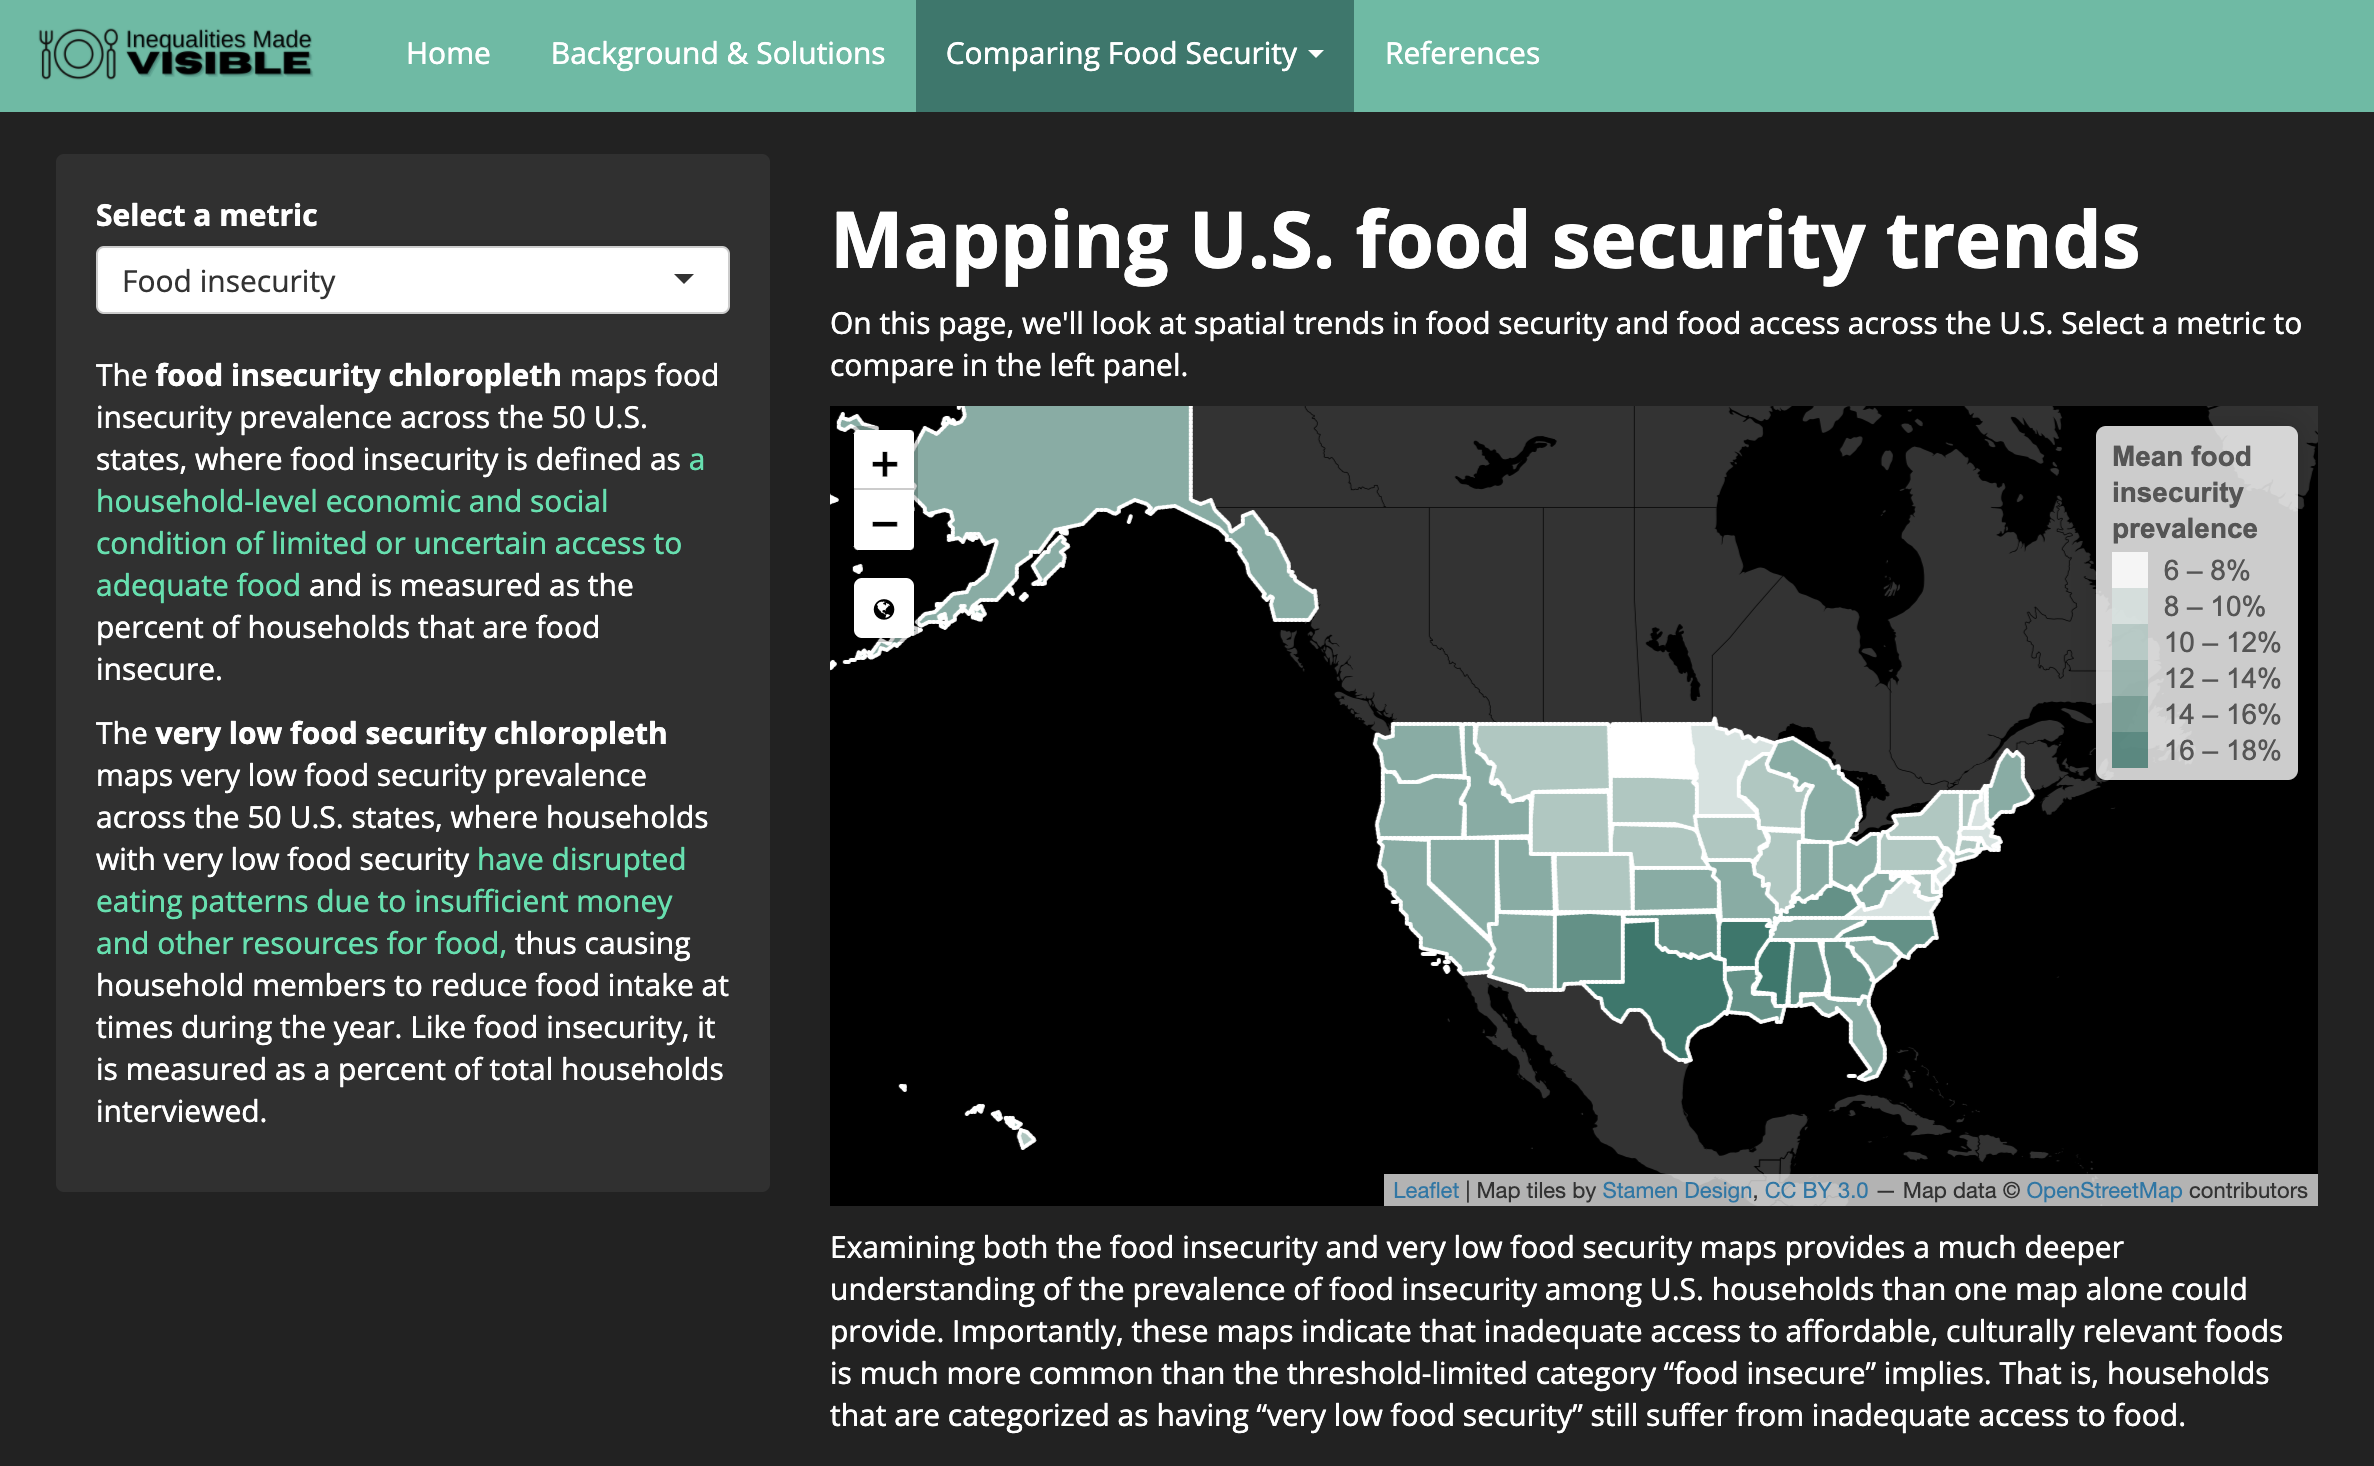 Inequalities Made
VISIBLE
Home
Background & Solutions
Comparing Food Security
References
Select a metric
Food insecurity
The food insecurity chloropleth maps food
insecurity prevalence across the 50 U.S.
states, where food insecurity is defined as a
household-level economic and social
condition of limited or uncertain access to
adequate food and is measured as the
percent of households that are food
insecure.
The very low food security chloropleth
maps very low food security prevalence
across the 50 U.S. states, where households
with very low food security have disrupted
eating patterns due to insufficient money
and other resources for food, thus causing
household members to reduce food intake at
times during the year. Like food insecurity, it
is measured as a percent of total households
interviewed.
Mapping U.S. food security trends
On this page, we'll look at spatial trends in food security and food access across the U.S. Select a metric to
compare in the left panel.
+
−
Mean food
insecurity
prevalence
6 – 8%
8 – 10%
10 – 12%
12 – 14%
14 – 16%
16 – 18%
Leaflet | Map tiles by Stamen Design, CC BY 3.0 — Map data © OpenStreetMap contributors
Examining both the food insecurity and very low food security maps provides a much deeper
understanding of the prevalence of food insecurity among U.S. households than one map alone could
provide. Importantly, these maps indicate that inadequate access to affordable, culturally relevant foods
is much more common than the threshold-limited category “food insecure” implies. That is, households
that are categorized as having “very low food security” still suffer from inadequate access to food.